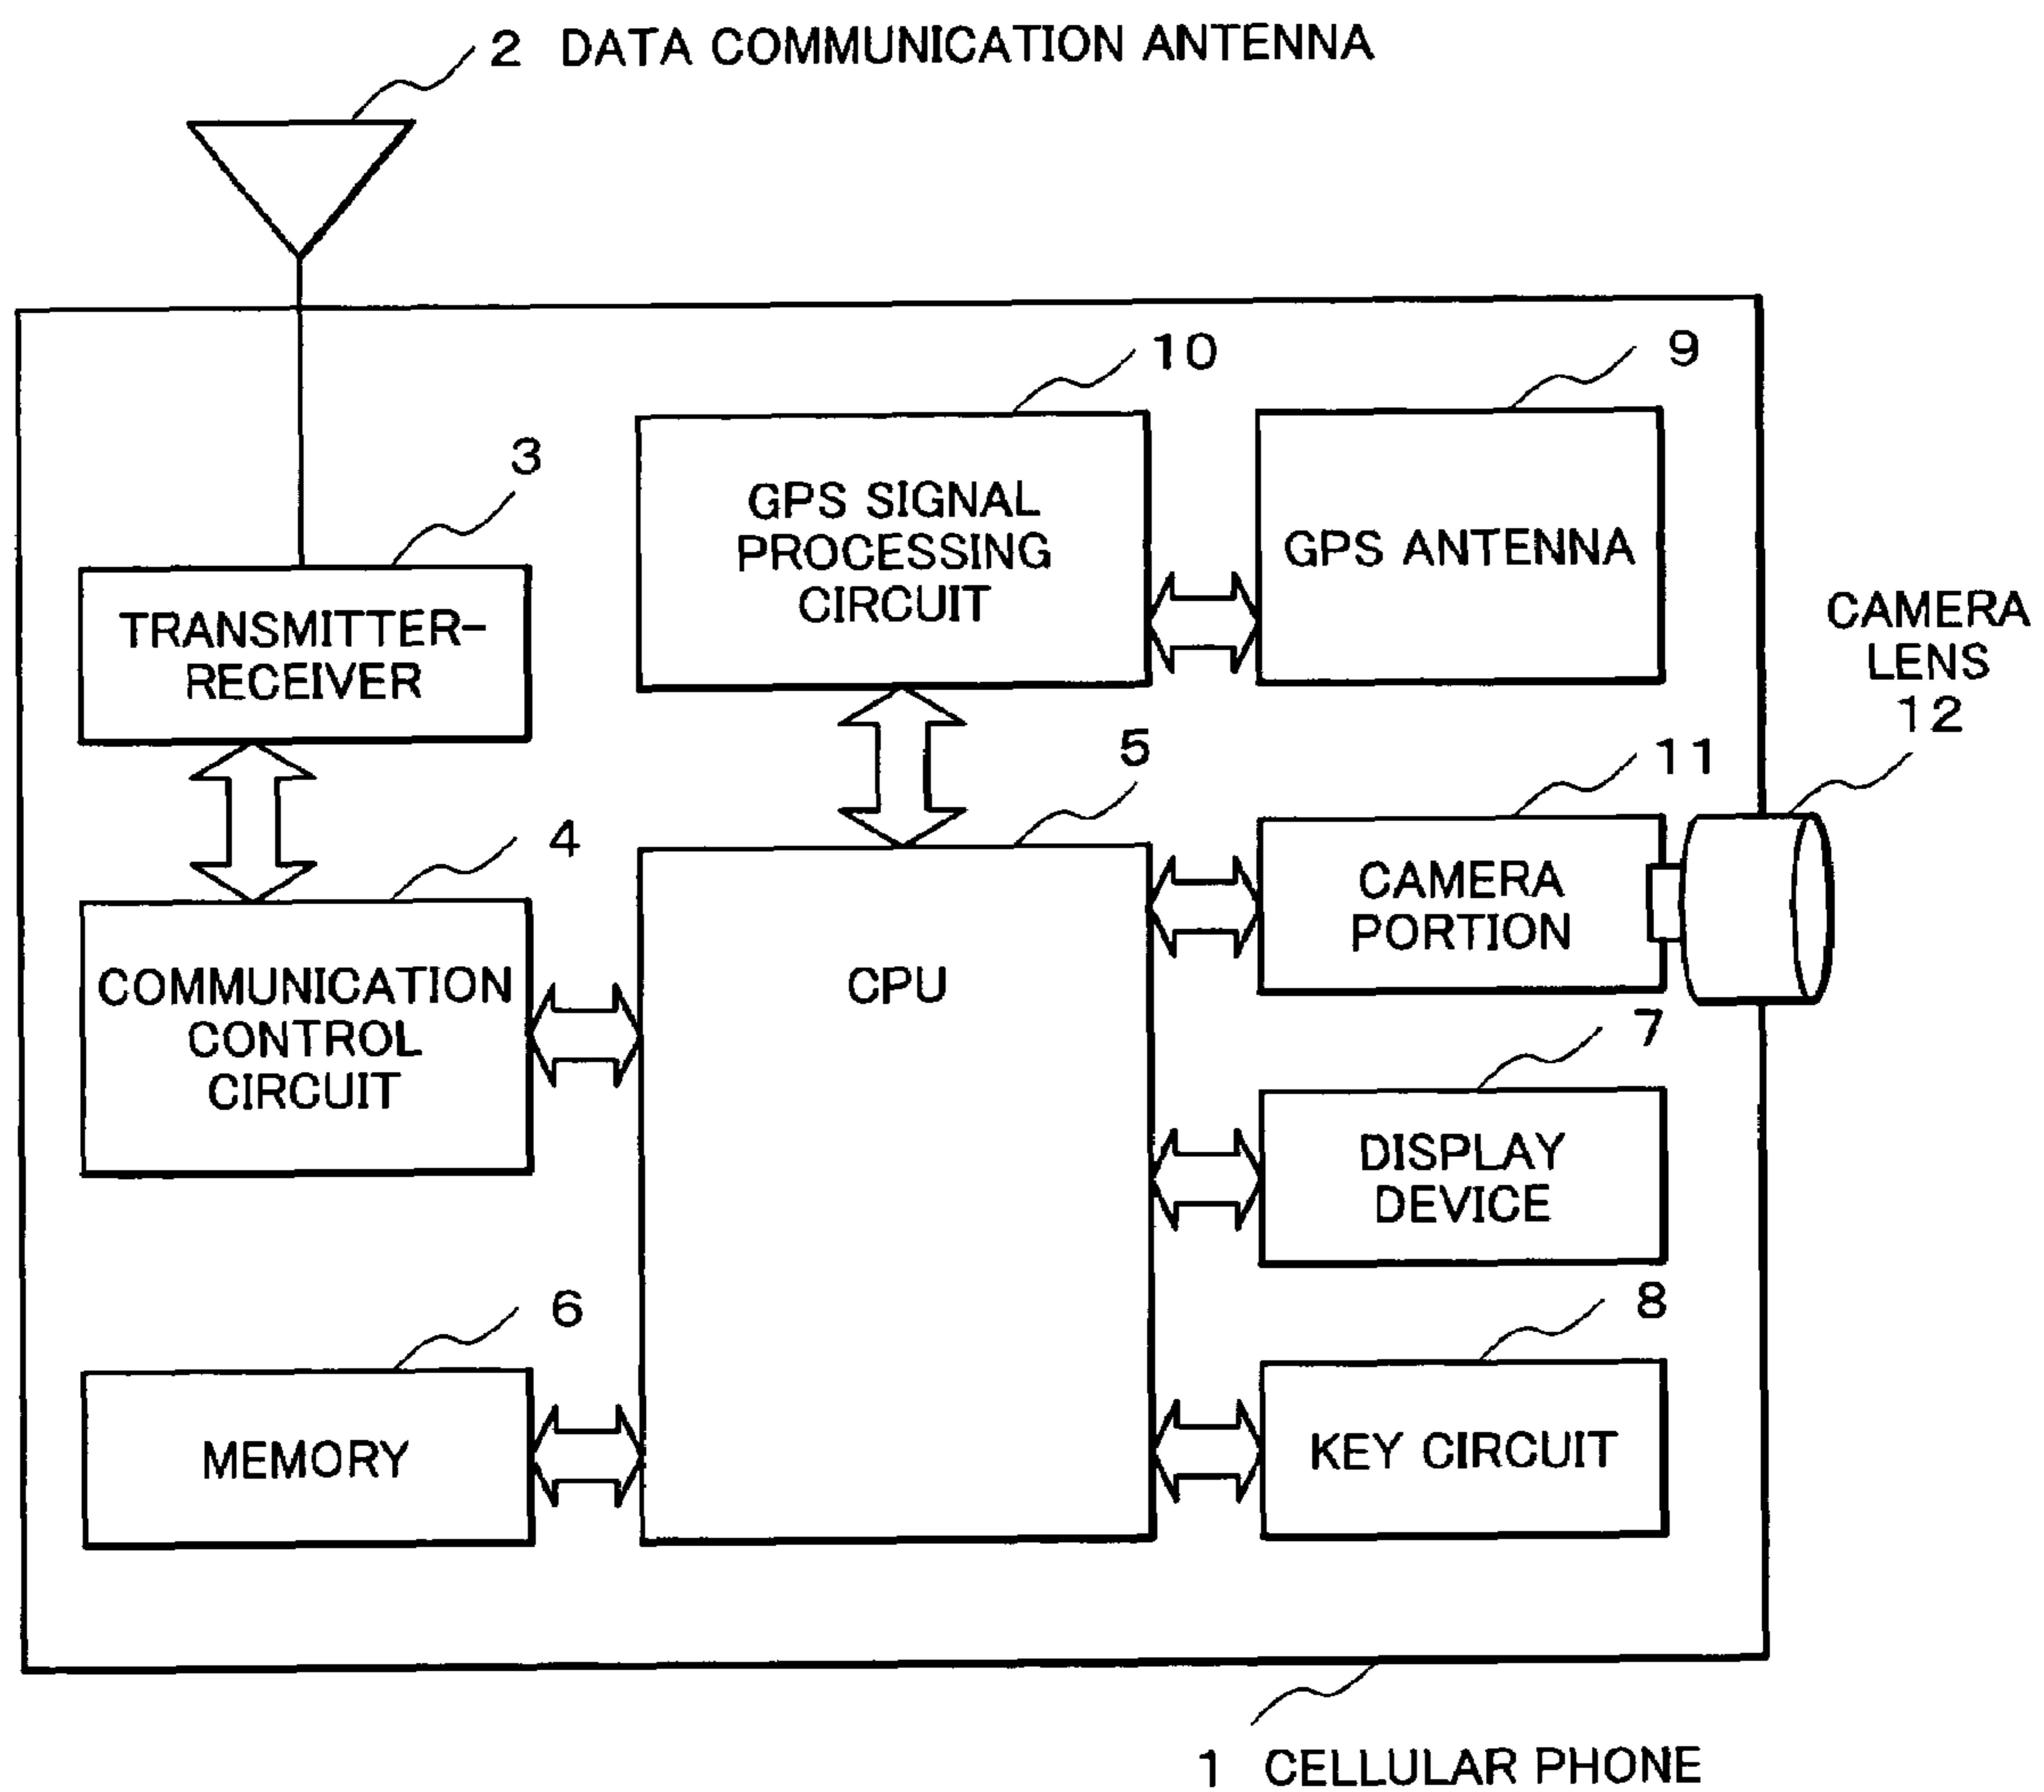 2 DATA COMMUNICATION ANTENNA
10
9
3
GPS SIGNAL
PROCESSING
CIRCUIT
GPS ANTENNA
TRANSMITTER-
RECEIVER
CAMERA
LENS
12
5
11
4
CAMERA
PORTION
COMMUNICATION
CONTROL
CIRCUIT
CPU
7
DISPLAY
DEVICE
6
8
MEMORY
KEY CIRCUIT
1 CELLULAR PHONE